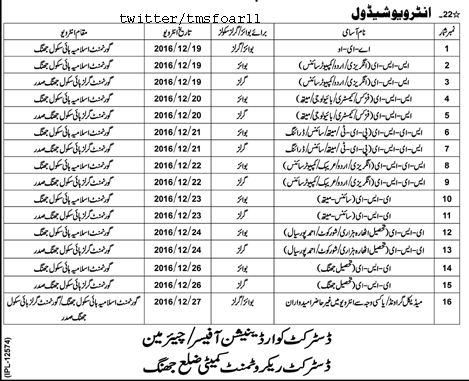 twitter/tmsfoarll
☆22- انٹرویو شیڈول
نمبر شمار نام آسامی برائے بوائز/گرلز سکولز تاریخ انٹرویو مقام انٹرویو
1 اے-ای-او بوائز/گرلز 2016/12/19 گورنمنٹ اسلامیہ ہائی سکول جھنگ
2 ایس-ایس-ای (انگریزی/اردو/کمپیوٹر سائنس) بوائز 2016/12/19 گورنمنٹ اسلامیہ ہائی سکول جھنگ
3 ایس-ایس-ای (انگریزی/اردو/کمپیوٹر سائنس) گرلز 2016/12/19 گورنمنٹ گرلز ہائی سکول جھنگ صدر
4 ایس-ایس-ای (فزکس/کیمسٹری/بائیولوجی/میتھ) بوائز 2016/12/20 گورنمنٹ اسلامیہ ہائی سکول جھنگ
5 ایس-ایس-ای (فزکس/کیمسٹری/بائیولوجی/میتھ) گرلز 2016/12/20 گورنمنٹ گرلز ہائی سکول جھنگ صدر
6 ایس-ای-ایس-ای (پی-ای-ٹی/میتھ/سائنس/ڈرائنگ) بوائز 2016/12/21 گورنمنٹ اسلامیہ ہائی سکول جھنگ
7 ایس-ای-ایس-ای (پی-ای-ٹی/میتھ/سائنس/ڈرائنگ) گرلز 2016/12/21 گورنمنٹ گرلز ہائی سکول جھنگ صدر
8 ایس-ای-ایس-ای (انگریزی/اردو/عربیک/کمپیوٹر سائنس) بوائز 2016/12/22 گورنمنٹ اسلامیہ ہائی سکول جھنگ
9 ایس-ای-ایس-ای (انگریزی/اردو/عربیک/کمپیوٹر سائنس) گرلز 2016/12/22 گورنمنٹ گرلز ہائی سکول جھنگ صدر
10 ای-ایس-ای (سائنس-میتھ) بوائز 2016/12/23 گورنمنٹ اسلامیہ ہائی سکول جھنگ
11 ای-ایس-ای (سائنس-میتھ) گرلز 2016/12/23 گورنمنٹ گرلز ہائی سکول جھنگ صدر
12 ای-ایس-ای (تحصیل اٹھارہ ہزاری/شورکوٹ/احمد پور سیال) بوائز 2016/12/24 گورنمنٹ اسلامیہ ہائی سکول جھنگ
13 ای-ایس-ای (تحصیل اٹھارہ ہزاری/شورکوٹ/احمد پور سیال) گرلز 2016/12/24 گورنمنٹ گرلز ہائی سکول جھنگ صدر
14 ای-ایس-ای (تحصیل جھنگ) بوائز 2016/12/26 گورنمنٹ اسلامیہ ہائی سکول جھنگ
15 ای-ایس-ای (تحصیل جھنگ) گرلز 2016/12/26 گورنمنٹ گرلز ہائی سکول جھنگ صدر
16 میڈیکل گراؤنڈ/یا کسی وجہ سے انٹرویو میں غیر حاضر امیدواران بوائز/گرلز 2016/12/27 گورنمنٹ اسلامیہ ہائی سکول جھنگ/گورنمنٹ گرلز ہائی سکول
جھنگ صدر
ڈسٹرکٹ کوارڈینیشن آفیسر/چیئرمین
ڈسٹرکٹ ریکروٹمنٹ کمیٹی ضلع جھنگ
(IPL-12574)